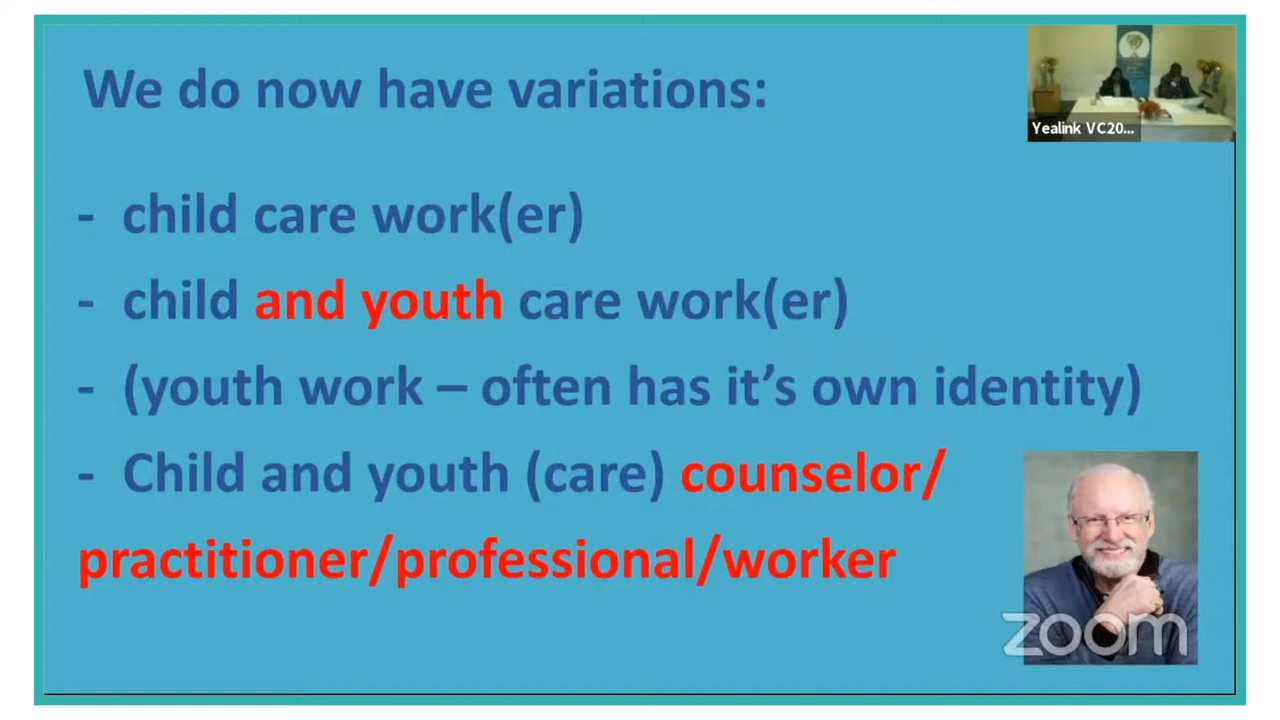 We do now have variations:
Yealink VC20...
- child care work(er)
- child and youth care work(er)
- (youth work – often has it’s own identity)
- Child and youth (care) counselor/
practitioner/professional/worker
zoom